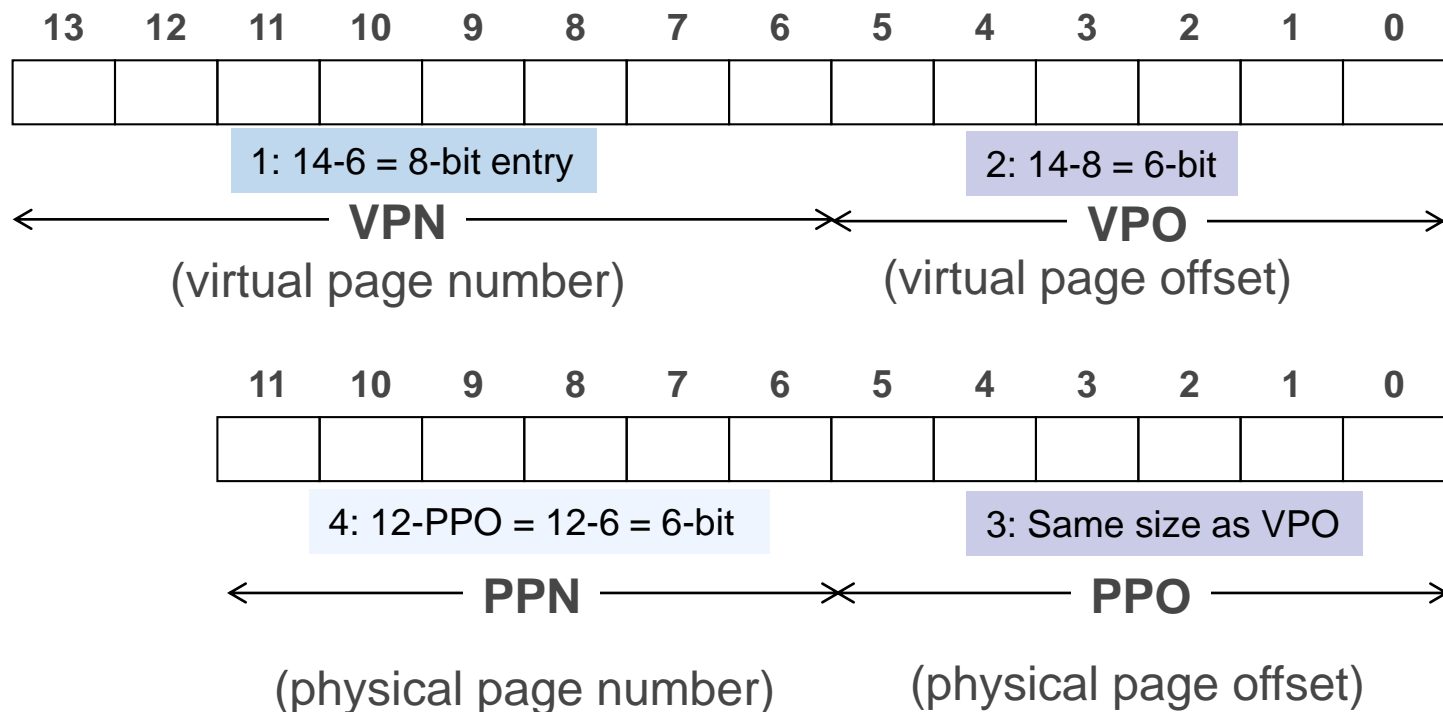 13 12 11 10 9 8 7 6 5 4 3 2 1 0
1: 14-6 = 8-bit entry 2: 14-8 = 6-bit
VPN VPO
(virtual page number) (virtual page offset)
11 10 9 8 7 6 5 4 3 2 1 0
4: 12-PPO = 12-6 = 6-bit 3: Same size as VPO
PPN PPO
(physical page number) (physical page offset)